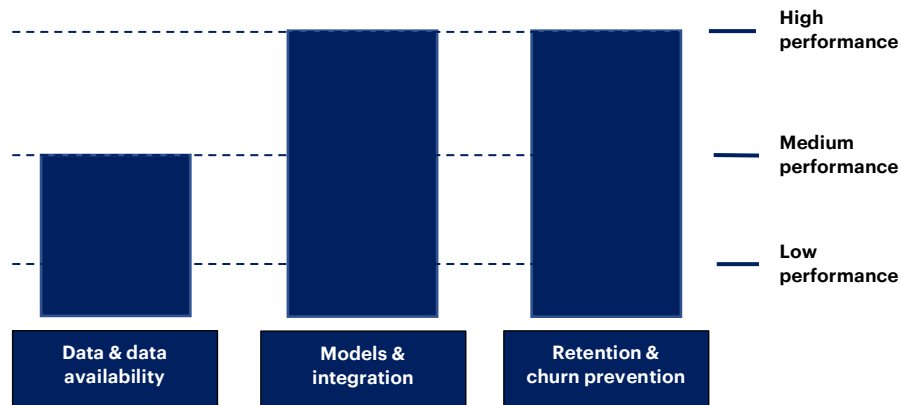 High
performance
Medium
performance
Low
performance
Data & data
availability
Models &
integration
Retention &
churn prevention